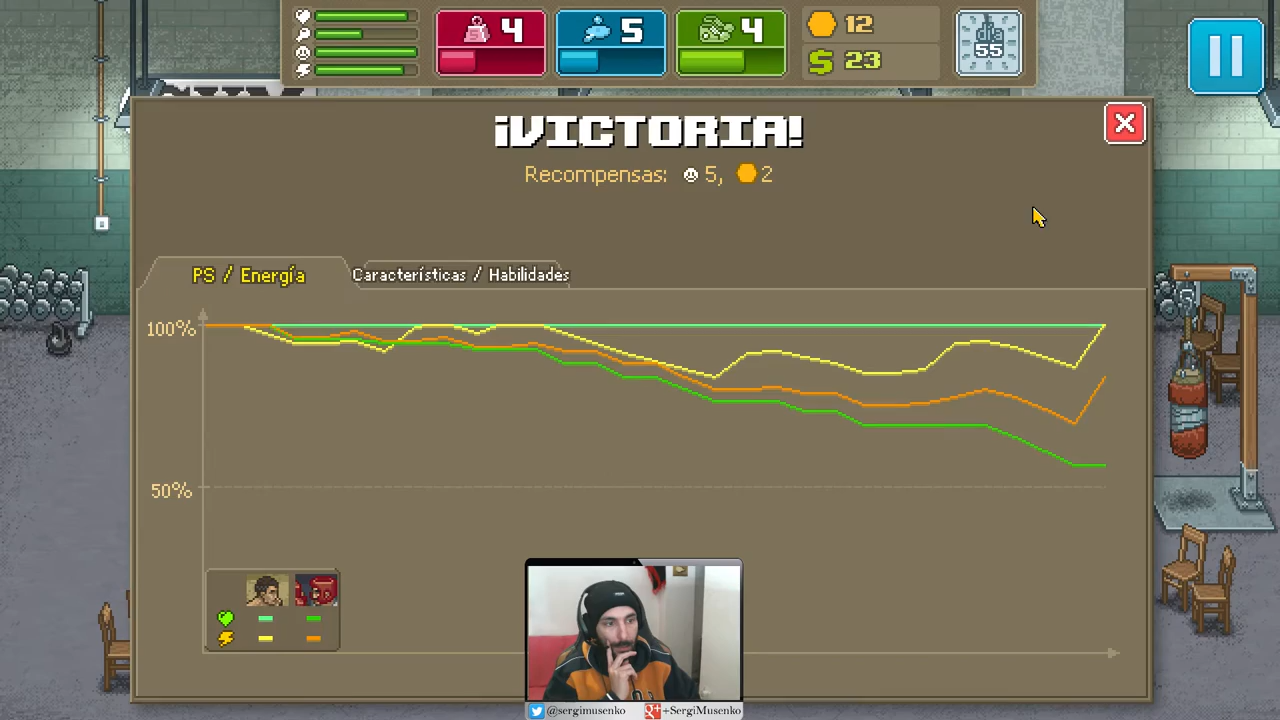 4
5
4
12
23
día
55
¡VICTORIA!
Recompensas: 5, 2
PS / Energía
Características / Habilidades
100%
50%
@sergimusenko
+SergiMusenko